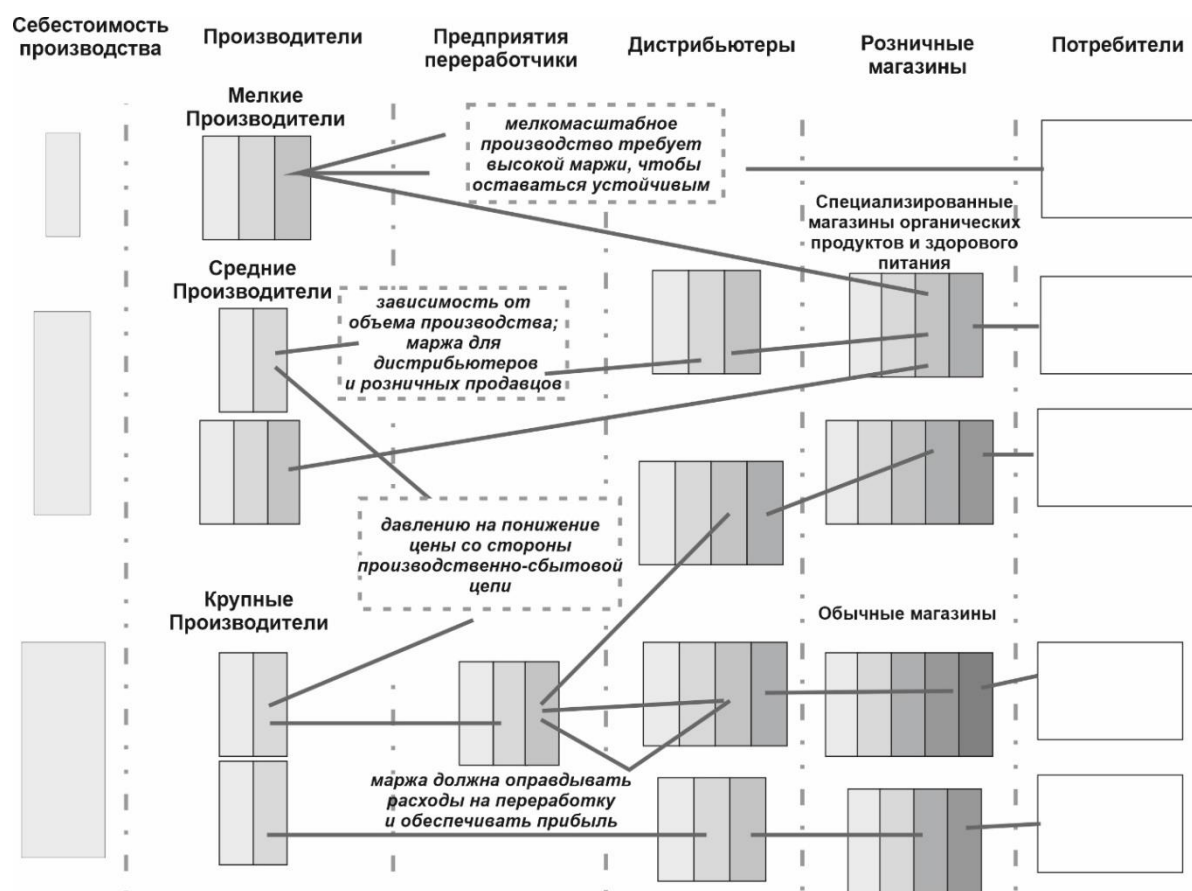 Себестоимость
производства
Производители
Предприятия
переработчики
Дистрибьютеры
Розничные
магазины
Потребители
Мелкие
Производители
мелкомасштабное
производство требует
высокой маржи, чтобы
оставаться устойчивым
Специализированные
магазины органических
продуктов и здорового
питания
Средние
Производители
зависимость от
объема производства;
маржа для
дистрибьютеров
и розничных продавцов
давлению на понижение
цены со стороны
производственно-сбытовой
цепи
Крупные
Производители
Обычные магазины
маржа должна оправдывать
расходы на переработку
и обеспечивать прибыль